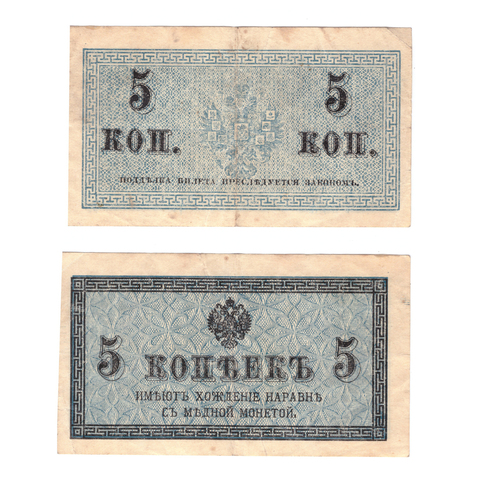 5 5
КОП. КОП.
ПОДДѢЛКА БИЛЕТА ПРЕСЛѢДУЕТСЯ ЗАКОНОМЪ.
5 КОПѢЕКЪ 5
ИМѢЮТЪ ХОЖДЕНІЕ НАРАВНѢ
СЪ МѢДНОЙ МОНЕТОЙ.